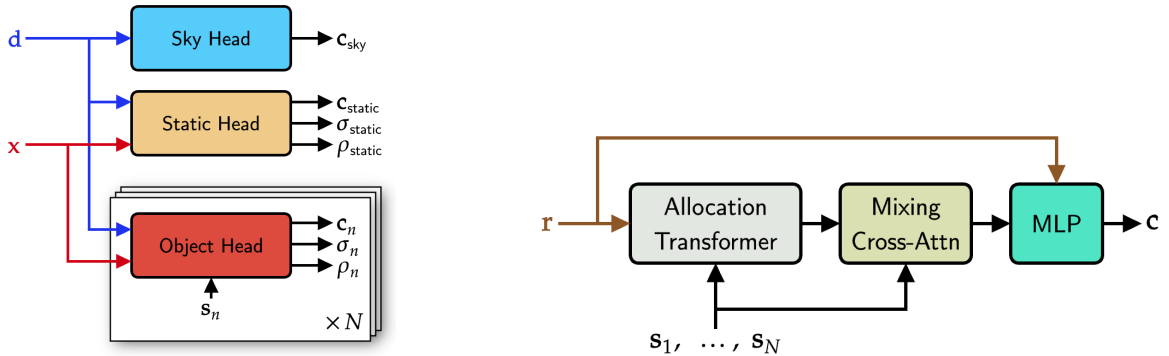 d
Sky Head
c_sky
Static Head
c_static
σ_static
ρ_static
x
Object Head
c_n
σ_n
ρ_n
s_n
× N
r
Allocation
Transformer
Mixing
Cross-Attn
MLP
c
s_1, … , s_N